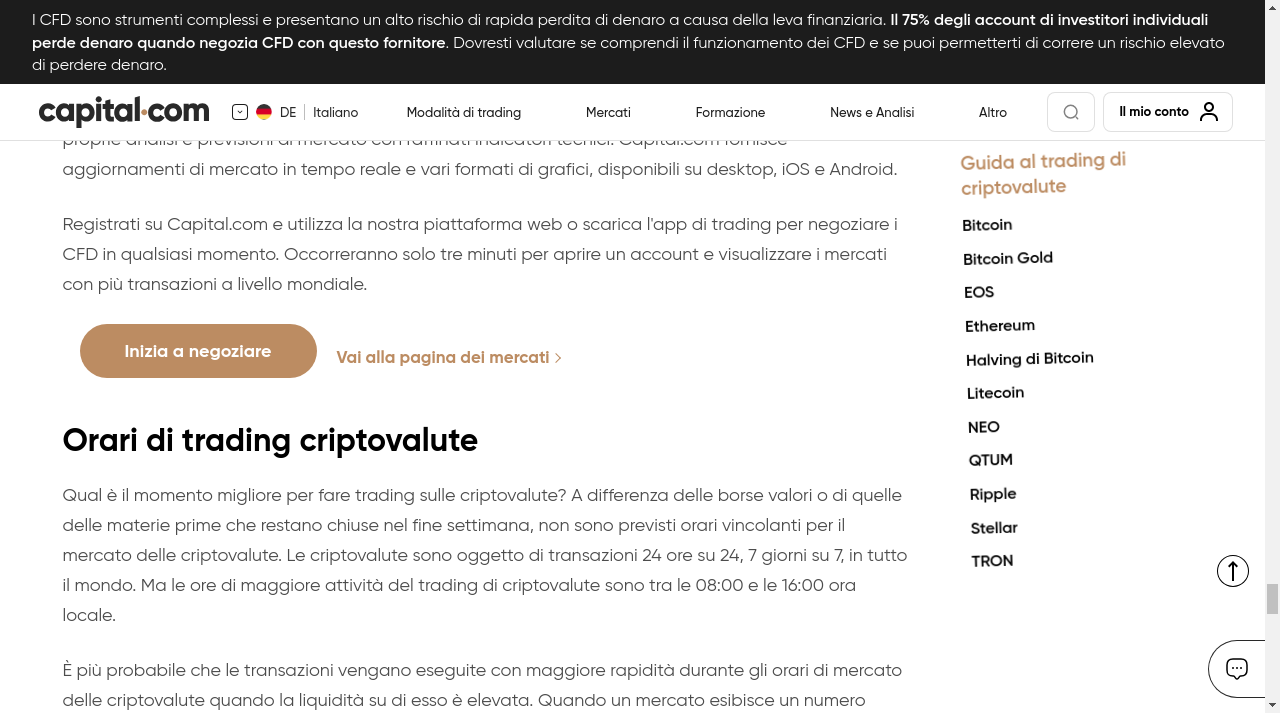 I CFD sono strumenti complessi e presentano un alto rischio di rapida perdita di denaro a causa della leva finanziaria. Il 75% degli account di investitori individuali
perde denaro quando negozia CFD con questo fornitore. Dovresti valutare se comprendi il funzionamento dei CFD e se puoi permetterti di correre un rischio elevato
di perdere denaro.
capital.com
DE
Italiano
Modalità di trading
Mercati
Formazione
News e Analisi
Altro
Il mio conto
proprie analisi e previsioni di mercato con raffinati indicatori tecnici. Capital.com fornisce
aggiornamenti di mercato in tempo reale e vari formati di grafici, disponibili su desktop, iOS e Android.
Registrati su Capital.com e utilizza la nostra piattaforma web o scarica l'app di trading per negoziare i
CFD in qualsiasi momento. Occorreranno solo tre minuti per aprire un account e visualizzare i mercati
con più transazioni a livello mondiale.
Inizia a negoziare
Vai alla pagina dei mercati
Orari di trading criptovalute
Qual è il momento migliore per fare trading sulle criptovalute? A differenza delle borse valori o di quelle
delle materie prime che restano chiuse nel fine settimana, non sono previsti orari vincolanti per il
mercato delle criptovalute. Le criptovalute sono oggetto di transazioni 24 ore su 24, 7 giorni su 7, in tutto
il mondo. Ma le ore di maggiore attività del trading di criptovalute sono tra le 08:00 e le 16:00 ora
locale.
È più probabile che le transazioni vengano eseguite con maggiore rapidità durante gli orari di mercato
delle criptovalute quando la liquidità su di esso è elevata. Quando un mercato esibisce un numero
Guida al trading di
criptovalute
Bitcoin
Bitcoin Gold
EOS
Ethereum
Halving di Bitcoin
Litecoin
NEO
QTUM
Ripple
Stellar
TRON